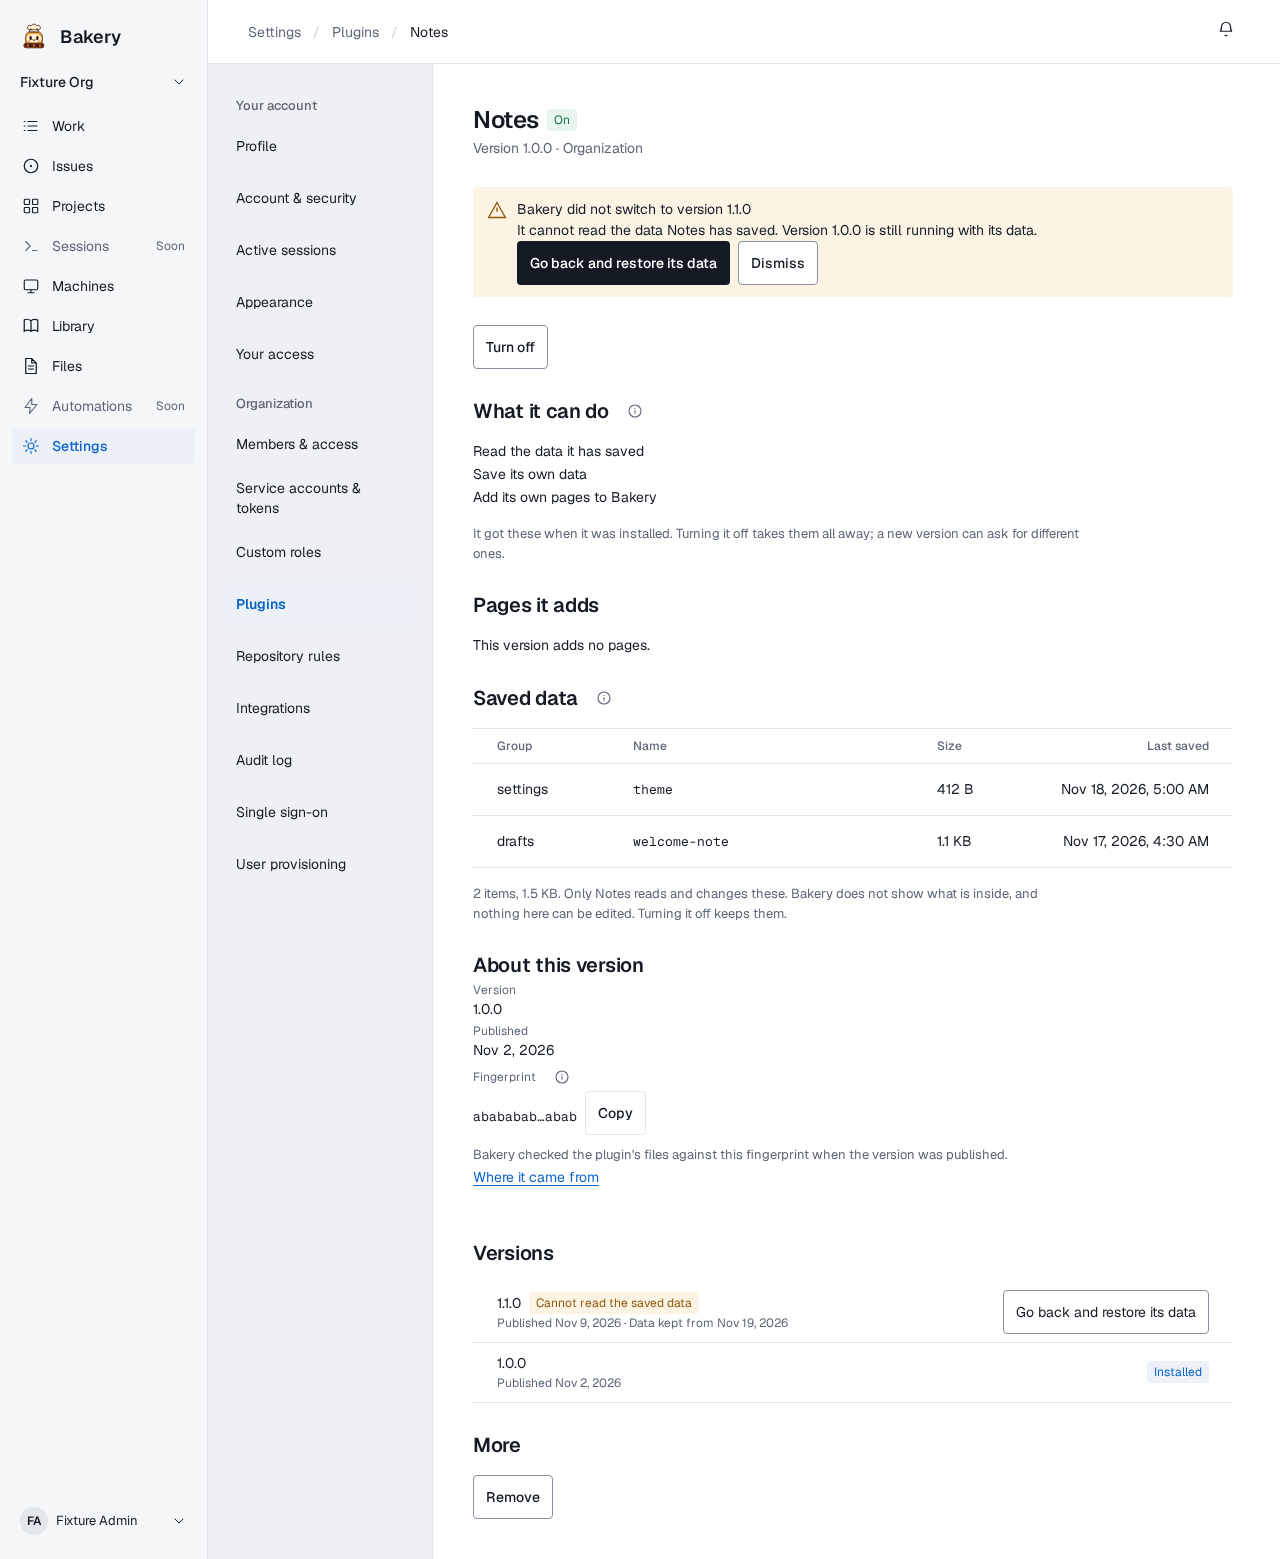 Bakery
Fixture Org
Work
Issues
Projects
Sessions Soon
Machines
Library
Files
Automations Soon
Settings
FA Fixture Admin
Settings / Plugins / Notes
Your account
Profile
Account & security
Active sessions
Appearance
Your access
Organization
Members & access
Service accounts &
tokens
Custom roles
Plugins
Repository rules
Integrations
Audit log
Single sign-on
User provisioning
Notes On
Version 1.0.0 · Organization
Bakery did not switch to version 1.1.0
It cannot read the data Notes has saved. Version 1.0.0 is still running with its data.
Go back and restore its data Dismiss
Turn off
What it can do
Read the data it has saved
Save its own data
Add its own pages to Bakery
It got these when it was installed. Turning it off takes them all away; a new version can ask for different
ones.
Pages it adds
This version adds no pages.
Saved data
Group Name Size Last saved
settings theme 412 B Nov 18, 2026, 5:00 AM
drafts welcome-note 1.1 KB Nov 17, 2026, 4:30 AM
2 items, 1.5 KB. Only Notes reads and changes these. Bakery does not show what is inside, and
nothing here can be edited. Turning it off keeps them.
About this version
Version
1.0.0
Published
Nov 2, 2026
Fingerprint
abababab…abab Copy
Bakery checked the plugin's files against this fingerprint when the version was published.
Where it came from
Versions
1.1.0 Cannot read the saved data
Published Nov 9, 2026 · Data kept from Nov 19, 2026
Go back and restore its data
1.0.0
Published Nov 2, 2026
Installed
More
Remove